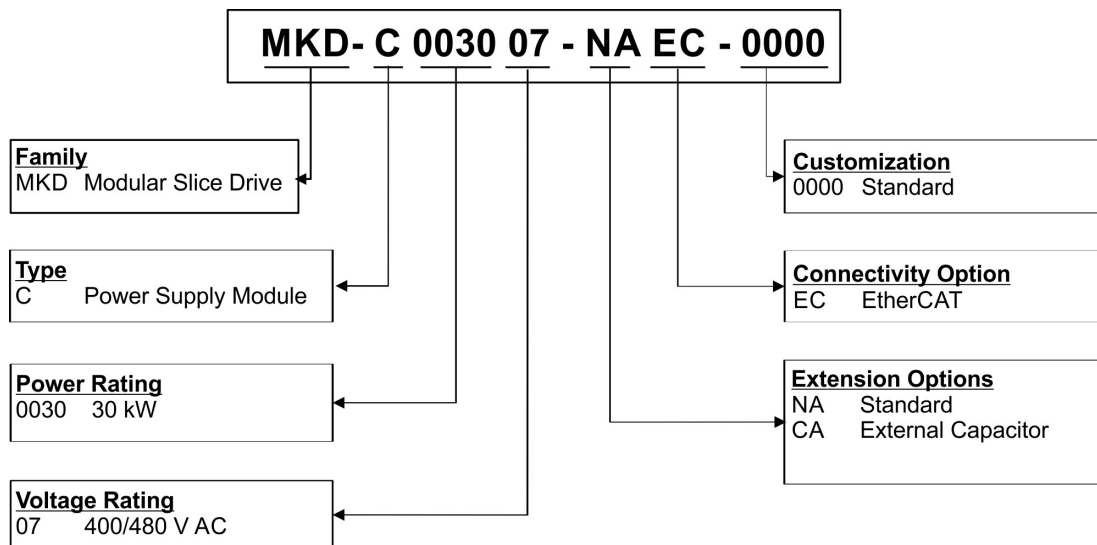 MKD- C 0030 07 - NA EC - 0000
Family
MKD Modular Slice Drive
Type
C Power Supply Module
Power Rating
0030 30 kW
Voltage Rating
07 400/480 V AC
Customization
0000 Standard
Connectivity Option
EC EtherCAT
Extension Options
NA Standard
CA External Capacitor